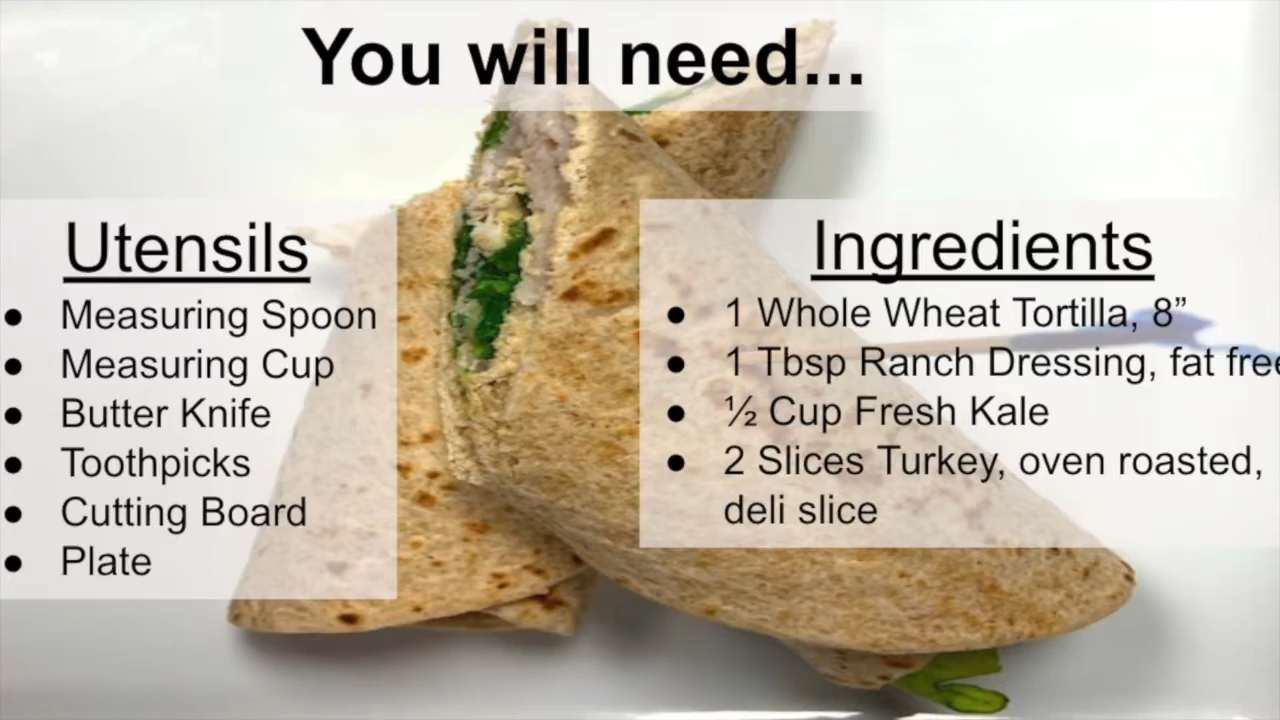 You will need...
Utensils
● Measuring Spoon
● Measuring Cup
● Butter Knife
● Toothpicks
● Cutting Board
● Plate
Ingredients
● 1 Whole Wheat Tortilla, 8”
● 1 Tbsp Ranch Dressing, fat free
● ½ Cup Fresh Kale
● 2 Slices Turkey, oven roasted,
deli slice